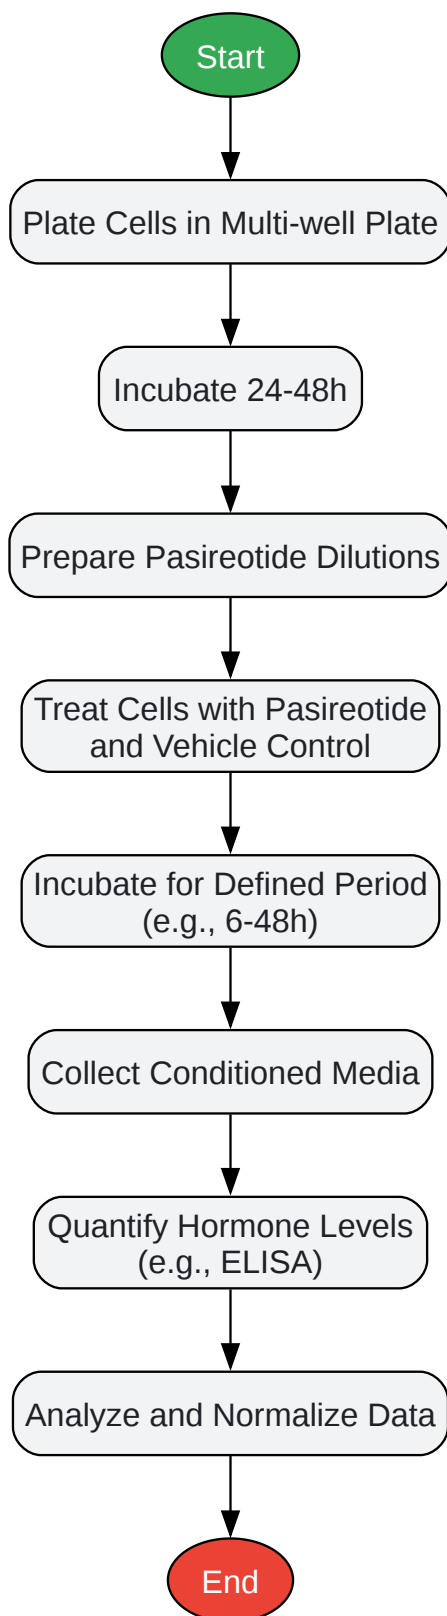 Start
Plate Cells in Multi-well Plate
Incubate 24-48h
Prepare Pasireotide Dilutions
Treat Cells with Pasireotide
and Vehicle Control
Incubate for Defined Period
(e.g., 6-48h)
Collect Conditioned Media
Quantify Hormone Levels
(e.g., ELISA)
Analyze and Normalize Data
End